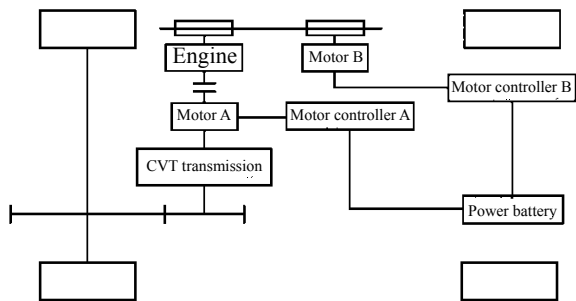 Engine
Motor B
Motor controller B
Motor A
Motor controller A
CVT transmission
Power battery